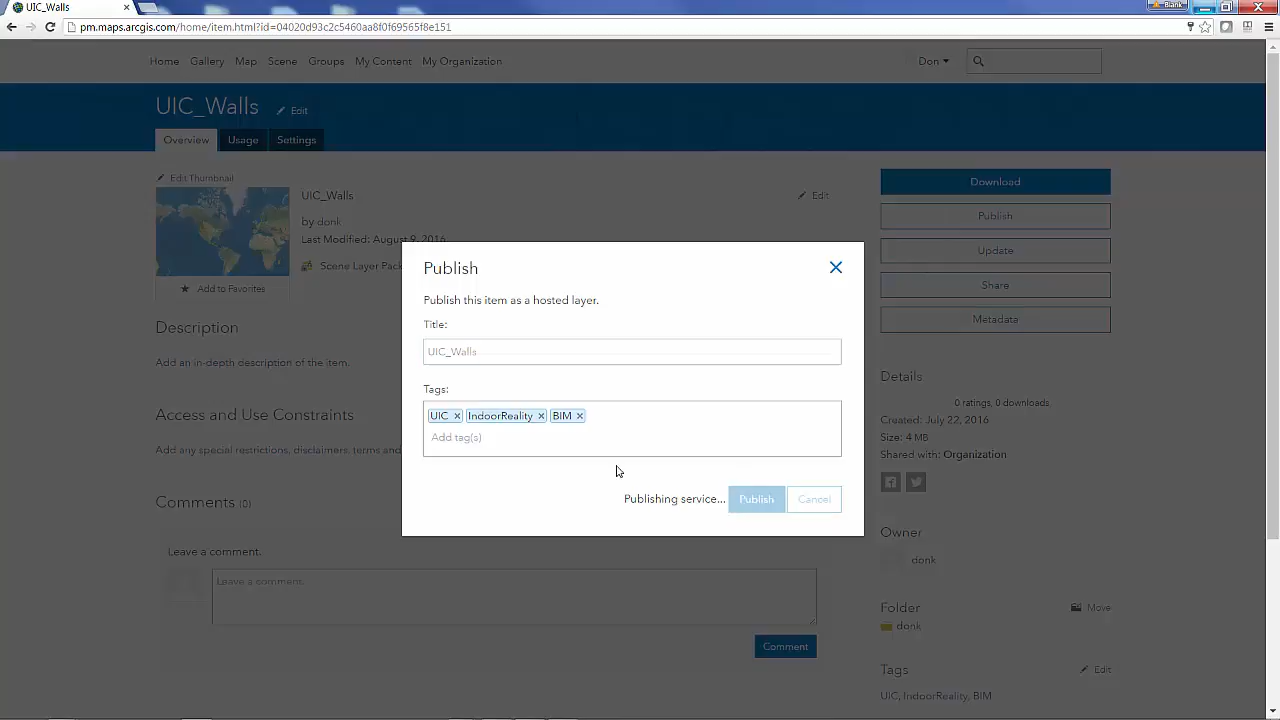 UIC_Walls
Blank
pm.maps.arcgis.com/home/item.html?id=04020d93c2c5460aa8f0f69565f8e151
Home Gallery Map Scene Groups My Content My Organization Don
UIC_Walls Edit
Overview Usage Settings
Edit Thumbnail
UIC_Walls Edit
by donk
Last Modified: August 9, 2016
Scene Layer Pack
Add to Favorites
Description
Add an in-depth description of the item.
Access and Use Constraints
Add any special restrictions, disclaimers, terms and
Comments (0)
Leave a comment.
Leave a comment.
Comment
Publish
Publish this item as a hosted layer.
Title:
UIC_Walls
Tags:
UIC × IndoorReality × BIM ×
Add tag(s)
Publishing service... Publish Cancel
Download
Publish
Update
Share
Metadata
Details
0 ratings, 0 downloads,
Created: July 22, 2016
Size: 4 MB
Shared with: Organization
Owner
donk
Folder Move
donk
Tags Edit
UIC, IndoorReality, BIM